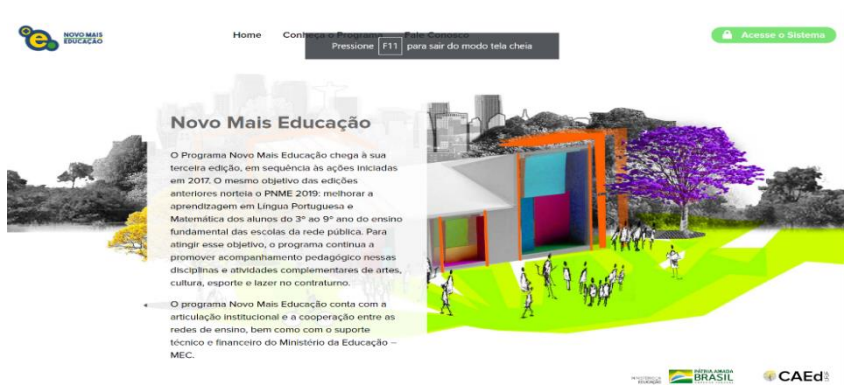 NOVO MAIS
EDUCAÇÃO
Home Conheça o Programa Fale Conosco
Pressione F11 para sair do modo tela cheia
Acesse o Sistema
Novo Mais Educação
O Programa Novo Mais Educação chega à sua
terceira edição, em sequência às ações iniciadas
em 2017. O mesmo objetivo das edições
anteriores norteia o PNME 2019: melhorar a
aprendizagem em Língua Portuguesa e
Matemática dos alunos do 3º ao 9º ano do ensino
fundamental das escolas da rede pública. Para
atingir esse objetivo, o programa continua a
promover acompanhamento pedagógico nessas
disciplinas e atividades complementares de artes,
cultura, esporte e lazer no contraturno.
O programa Novo Mais Educação conta com a
articulação institucional e a cooperação entre as
redes de ensino, bem como com o suporte
técnico e financeiro do Ministério da Educação –
MEC.
MINISTÉRIO DA
EDUCAÇÃO
PÁTRIA AMADA
BRASIL
CAEd